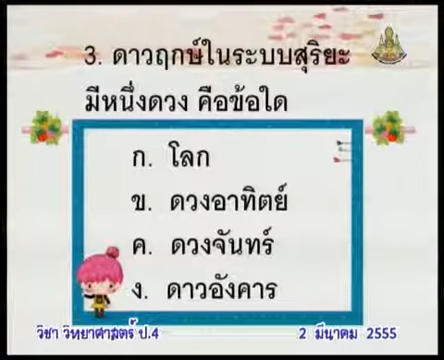 3. ดาวฤกษ์ในระบบสุริยะ
มีหนึ่งดวง คือข้อใด
ก. โลก
ข. ดวงอาทิตย์
ค. ดวงจันทร์
ง. ดาวอังคาร
วิชา วิทยาศาสตร์ ป.4 2 มีนาคม 2555